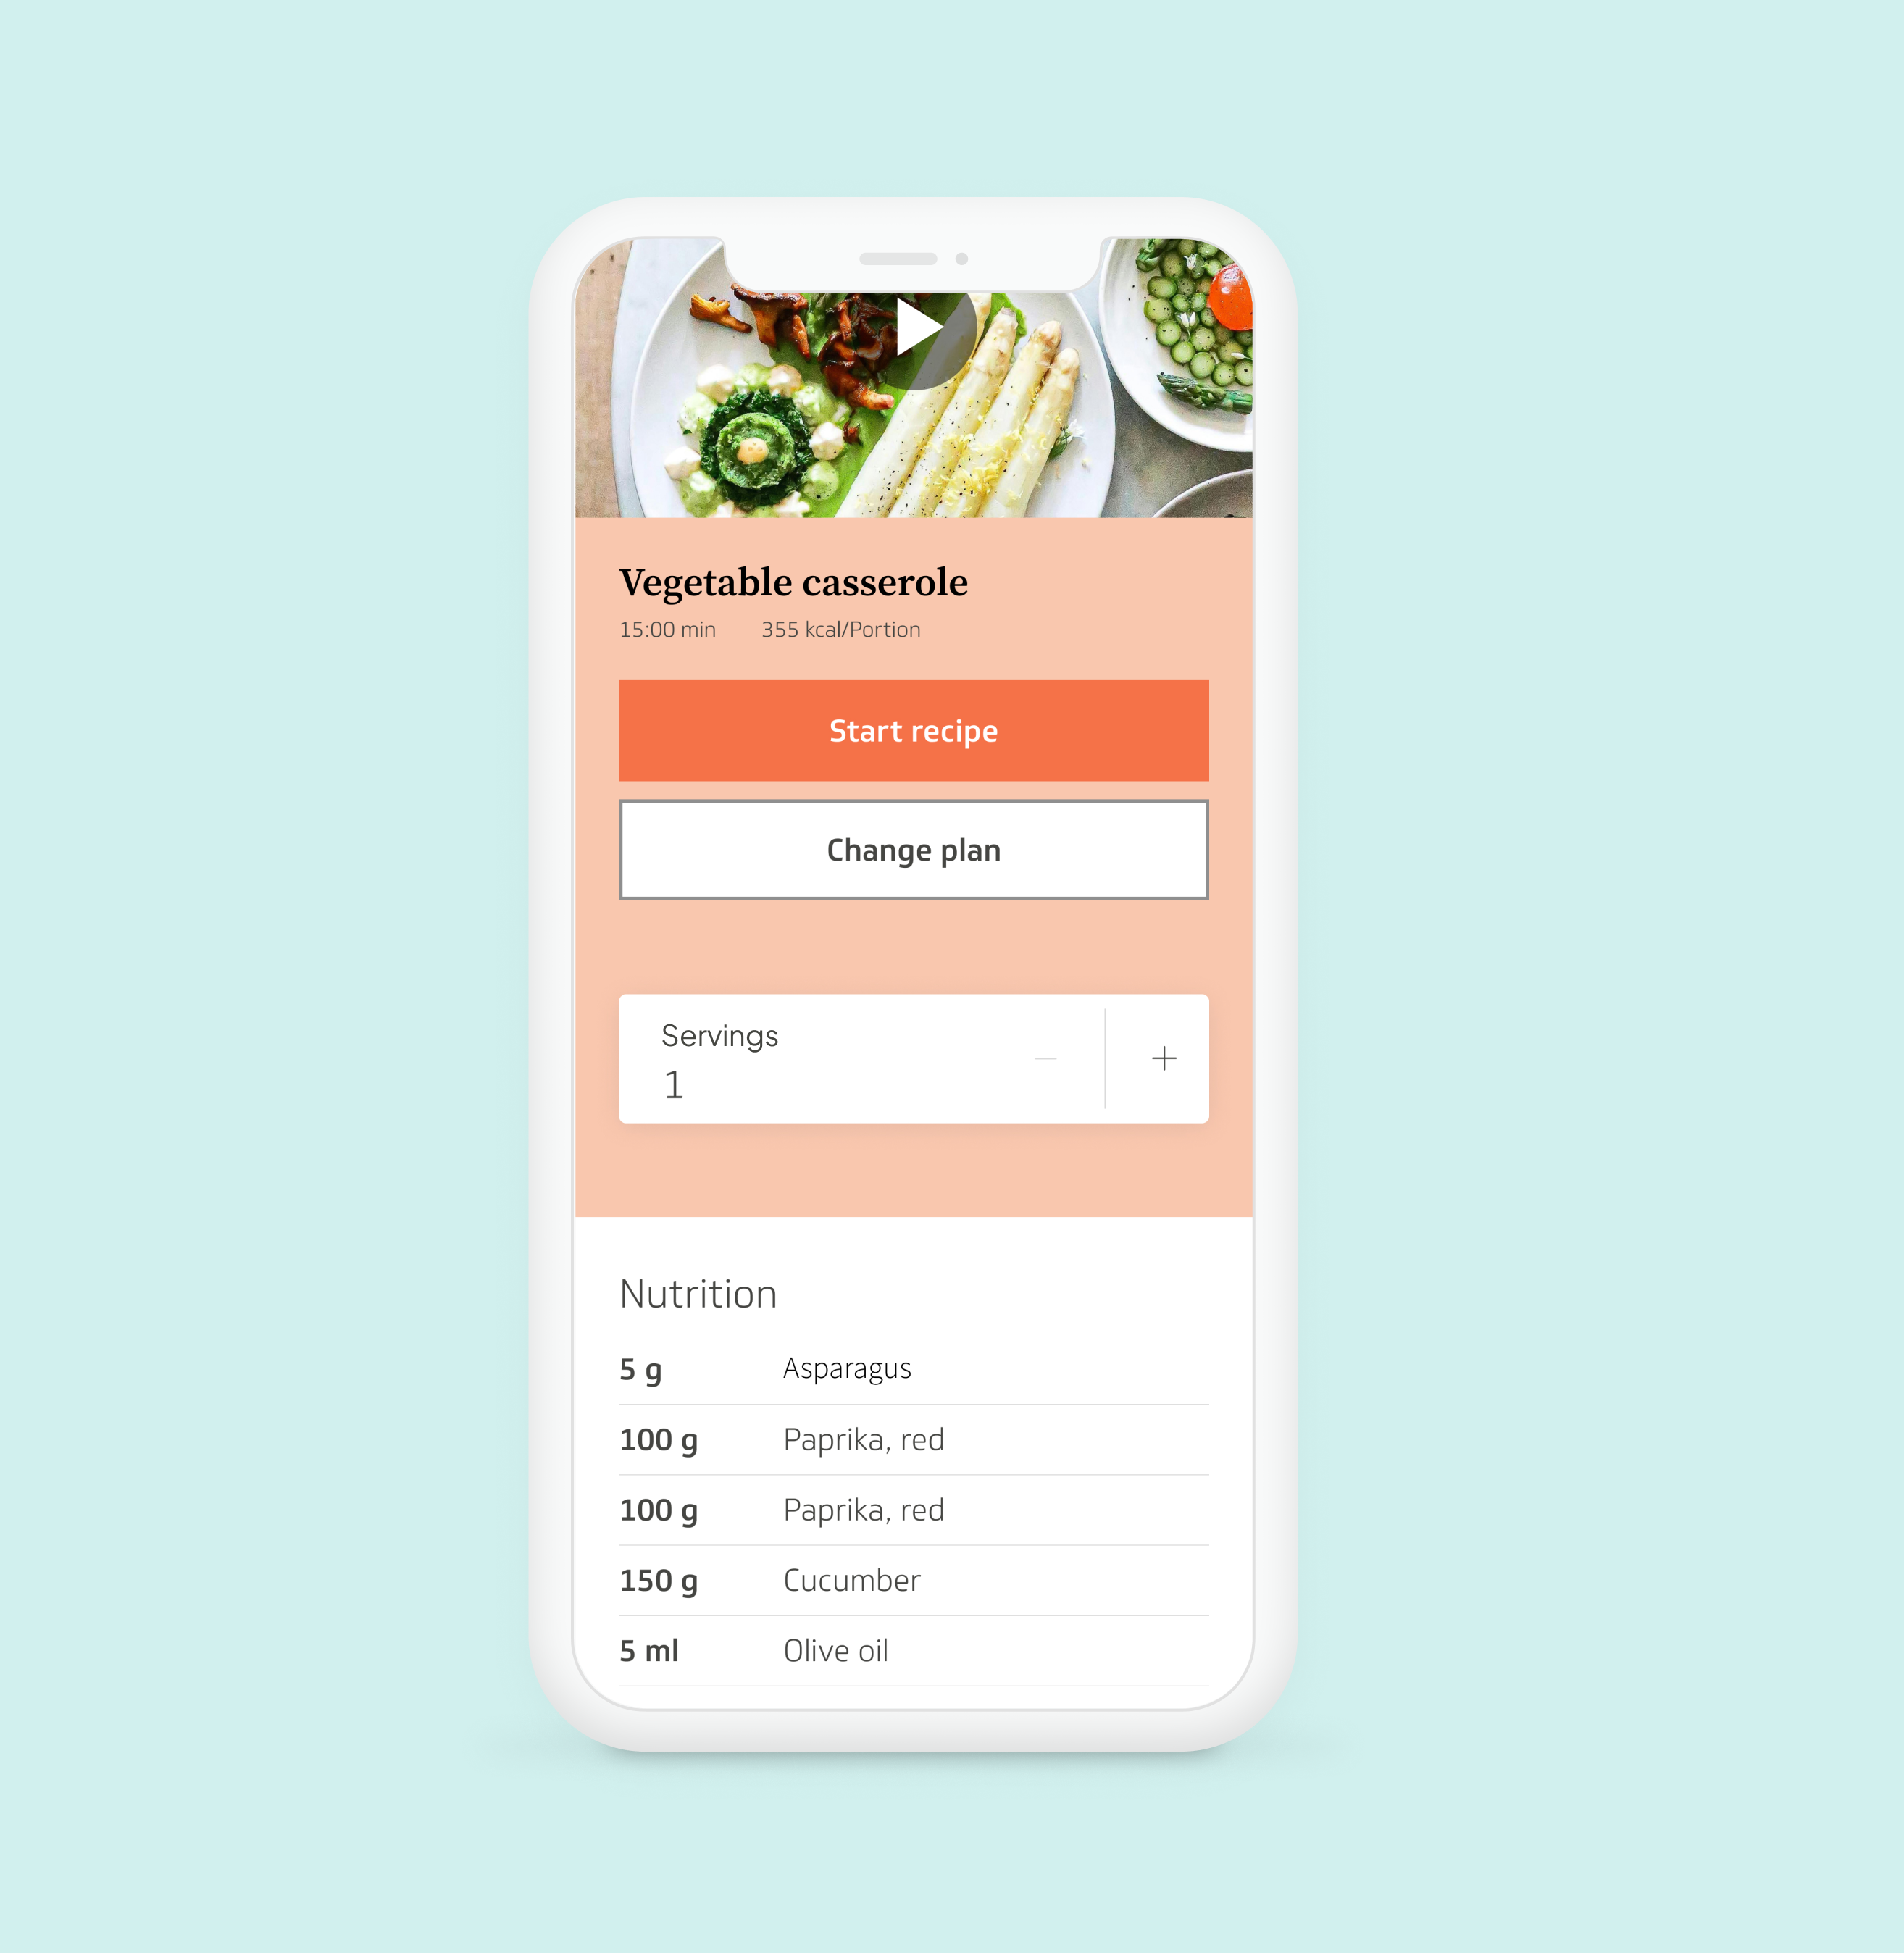 Vegetable casserole
15:00 min 355 kcal/Portion
Start recipe
Change plan
Servings
1
Nutrition
5 g Asparagus
100 g Paprika, red
100 g Paprika, red
150 g Cucumber
5 ml Olive oil